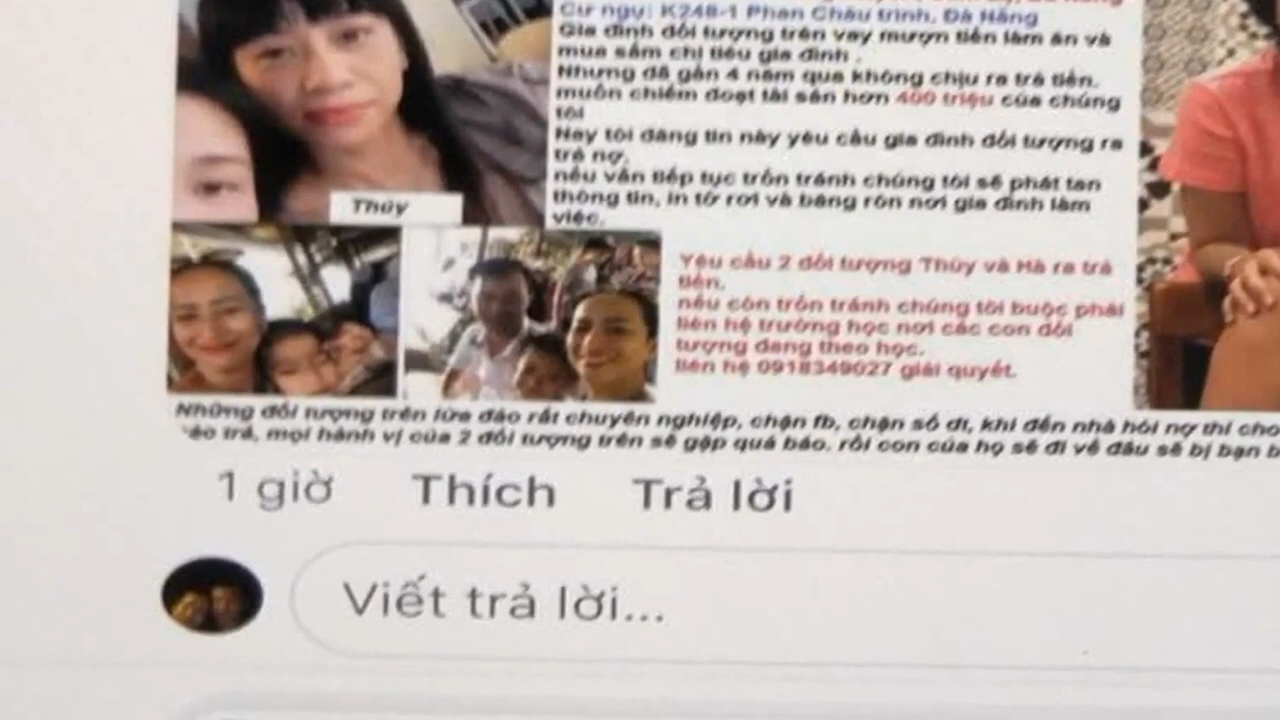 Cư ngụ: K248-1 Phan Châu trinh, Đà Nẵng
Gia đình đối tượng trên vay mượn tiền làm ăn và
mua sắm chi tiêu gia đình .
Nhưng đã gần 4 năm qua không chịu ra trả tiền.
muốn chiếm đoạt tài sản hơn 400 triệu của chúng
tôi
Nay tôi đăng tin này yêu cầu gia đình đối tượng ra
trả nợ.
nếu vẫn tiếp tục trốn tránh chúng tôi sẽ phát tan
thông tin, in tờ rơi và băng rôn nơi gia đình làm
việc.
Thúy
Yêu cầu 2 đối tượng Thúy và Hà ra trả
tiền.
nếu còn trốn tránh chúng tôi buộc phải
liên hệ trường học nơi các con đối
tượng đang theo học.
liên hệ 0918349027 giải quyết.
Những đối tượng trên lừa đảo rất chuyên nghiệp, chặn fb, chặn số đt, khi đến nhà hỏi nợ thì cho
trả, mọi hành vị của 2 đối tượng trên sẽ gặp quả báo. rồi con của họ sẽ đi về đâu sẽ bị bạn
1 giờ Thích Trả lời
Viết trả lời...